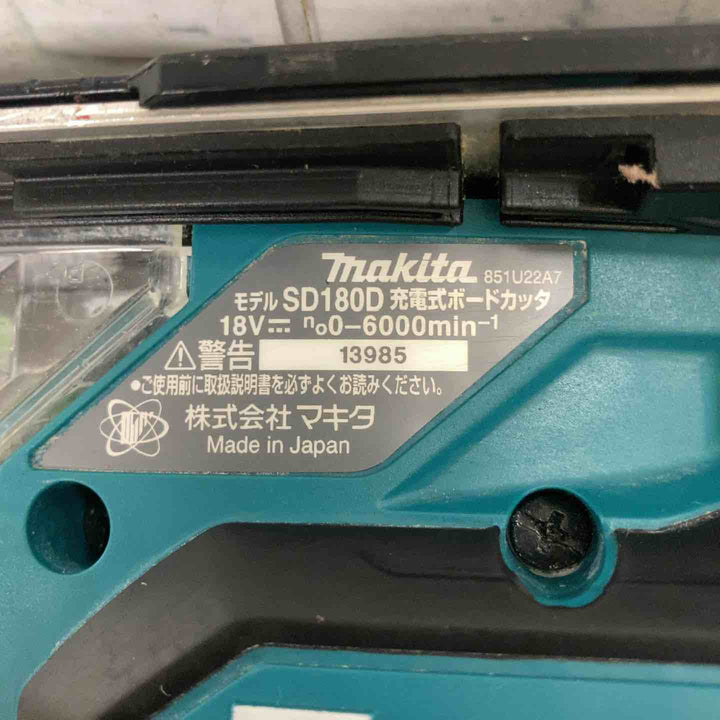 makita 851U22A7
モデル SD180D 充電式ボードカッタ
18V⎓ n₀0–6000min⁻¹
⚠警告 13985
●ご使用前に取扱説明書を必ずよくお読みください。
株式会社 マキタ
Made in Japan